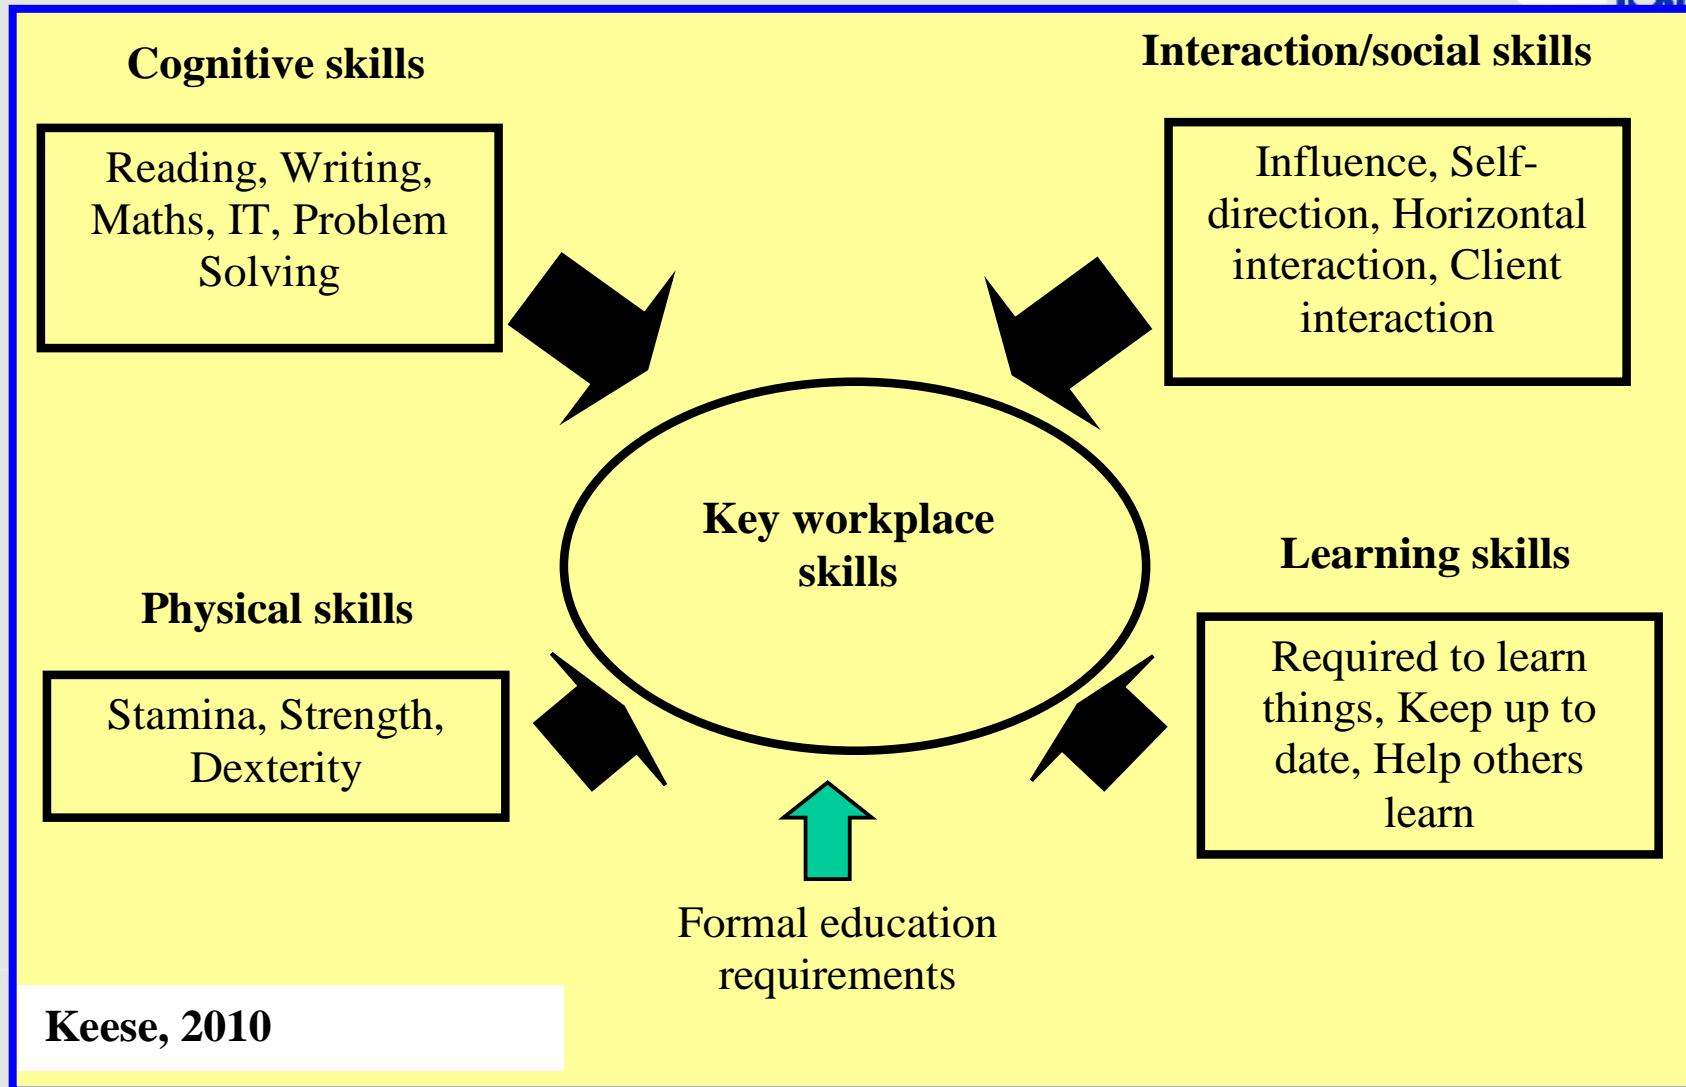 Cognitive skills
Reading, Writing,
Maths, IT, Problem
Solving
Interaction/social skills
Influence, Self-
direction, Horizontal
interaction, Client
interaction
Key workplace
skills
Physical skills
Stamina, Strength,
Dexterity
Learning skills
Required to learn
things, Keep up to
date, Help others
learn
Formal education
requirements
Keese, 2010